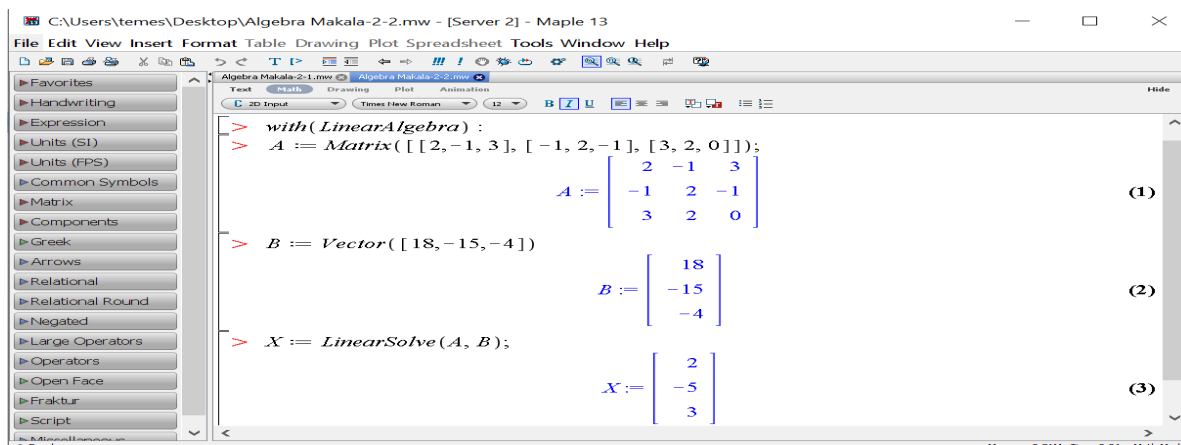 C:\Users\temes\Desktop\Algebra Makala-2-2.mw - [Server 2] - Maple 13
File Edit View Insert Format Table Drawing Plot Spreadsheet Tools Window Help
Algebra Makala-2-1.mw Algebra Makala-2-2.mw
Text Math Drawing Plot Animation Hide
C 2D Input Times New Roman 12 B I U
Favorites
Handwriting
Expression
Units (SI)
Units (FPS)
Common Symbols
Matrix
Components
Greek
Arrows
Relational
Relational Round
Negated
Large Operators
Operators
Open Face
Fraktur
Script
> with(LinearAlgebra) :
> A := Matrix([[2,-1, 3], [-1, 2,-1], [3, 2, 0]]);
A := [ 2 -1 3
-1 2 -1
3 2 0 ] (1)
> B := Vector([18,-15,-4])
B := [ 18
-15
-4 ] (2)
> X := LinearSolve(A, B);
X := [ 2
-5
3 ] (3)